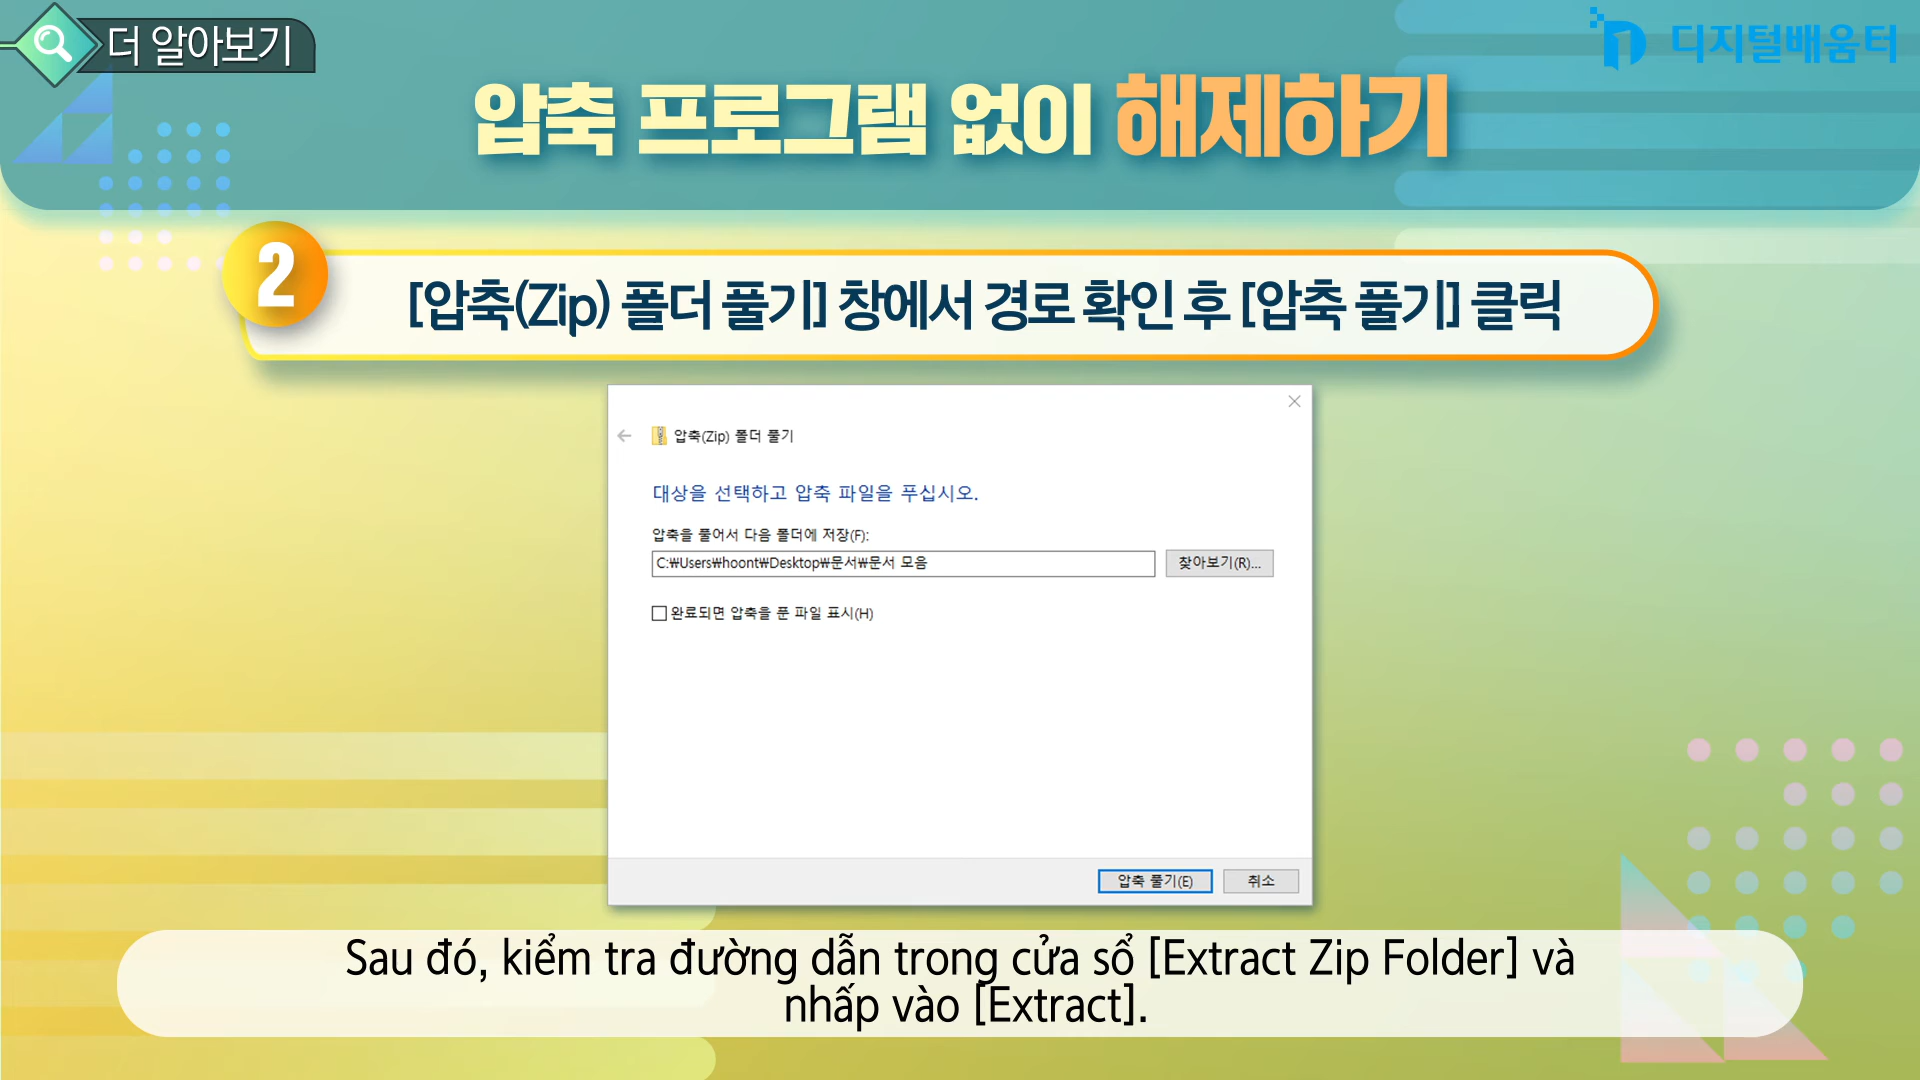 더 알아보기
디지털배움터
압축 프로그램 없이 해제하기
2
[압축(Zip) 폴더 풀기] 창에서 경로 확인 후 [압축 풀기] 클릭
압축(Zip) 폴더 풀기
대상을 선택하고 압축 파일을 푸십시오.
압축을 풀어서 다음 폴더에 저장(F):
C:₩Users₩hoont₩Desktop₩문서₩문서 모음
찾아보기(R)...
완료되면 압축을 푼 파일 표시(H)
압축 풀기(E)
취소
Sau đó, kiểm tra đường dẫn trong cửa sổ [Extract Zip Folder] và
nhấp vào [Extract].